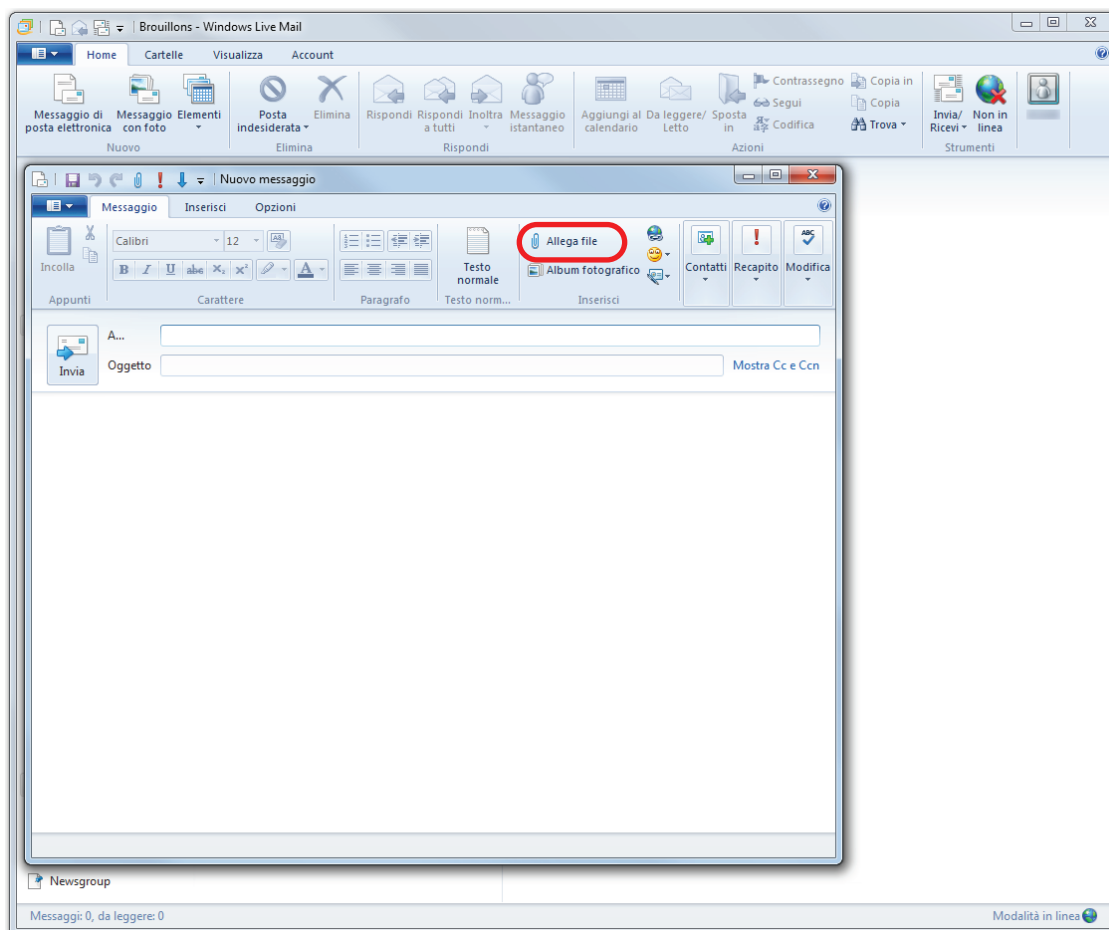 Brouillons - Windows Live Mail
Home Cartelle Visualizza Account
Messaggio di posta elettronica
Messaggio con foto
Elementi
Nuovo
Posta indesiderata
Elimina
Elimina
Rispondi
Rispondi a tutti
Inoltra
Messaggio istantaneo
Rispondi
Aggiungi al calendario
Da leggere/ Letto
Sposta in
Contrassegno
Segui
Codifica
Azioni
Copia in
Copia
Trova
Invia/ Ricevi
Non in linea
Strumenti
Nuovo messaggio
Messaggio Inserisci Opzioni
Incolla
Appunti
Calibri 12
B I U abc X₂ X² A
Carattere
Paragrafo
Testo normale
Testo norm...
Allega file
Album fotografico
Inserisci
Contatti
Recapito
ABC
Modifica
A...
Invia
Oggetto
Mostra Cc e Ccn
Newsgroup
Messaggi: 0, da leggere: 0
Modalità in linea